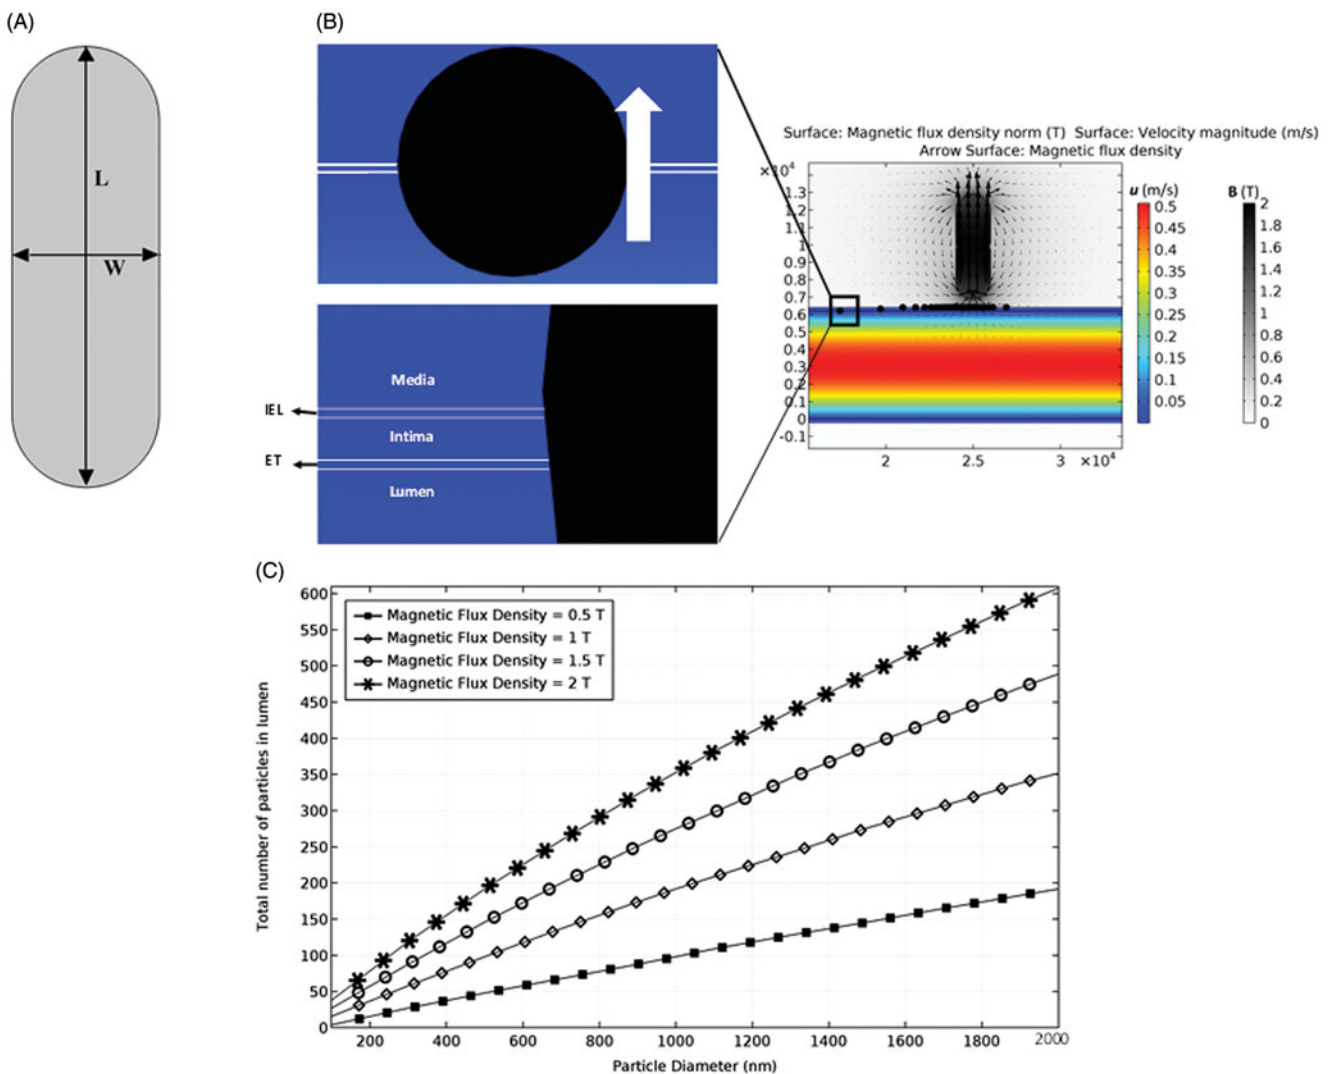 (A)
(B)
L
W
Media
IEL
Intima
ET
Lumen
Surface: Magnetic flux density norm (T) Surface: Velocity magnitude (m/s)
Arrow Surface: Magnetic flux density
×10⁴
1.3
1.2
1.1
1
0.9
0.8
0.7
0.6
0.5
0.4
0.3
0.2
0.1
0
-0.1
2
2.5
3
×10⁴
u (m/s)
0.5
0.45
0.4
0.35
0.3
0.25
0.2
0.15
0.1
0.05
B (T)
2
1.8
1.6
1.4
1.2
1
0.8
0.6
0.4
0.2
0
(C)
Magnetic Flux Density = 0.5 T
Magnetic Flux Density = 1 T
Magnetic Flux Density = 1.5 T
Magnetic Flux Density = 2 T
Total number of particles in lumen
600
550
500
450
400
350
300
250
200
150
100
50
0
200 400 600 800 1000 1200 1400 1600 1800 2000
Particle Diameter (nm)